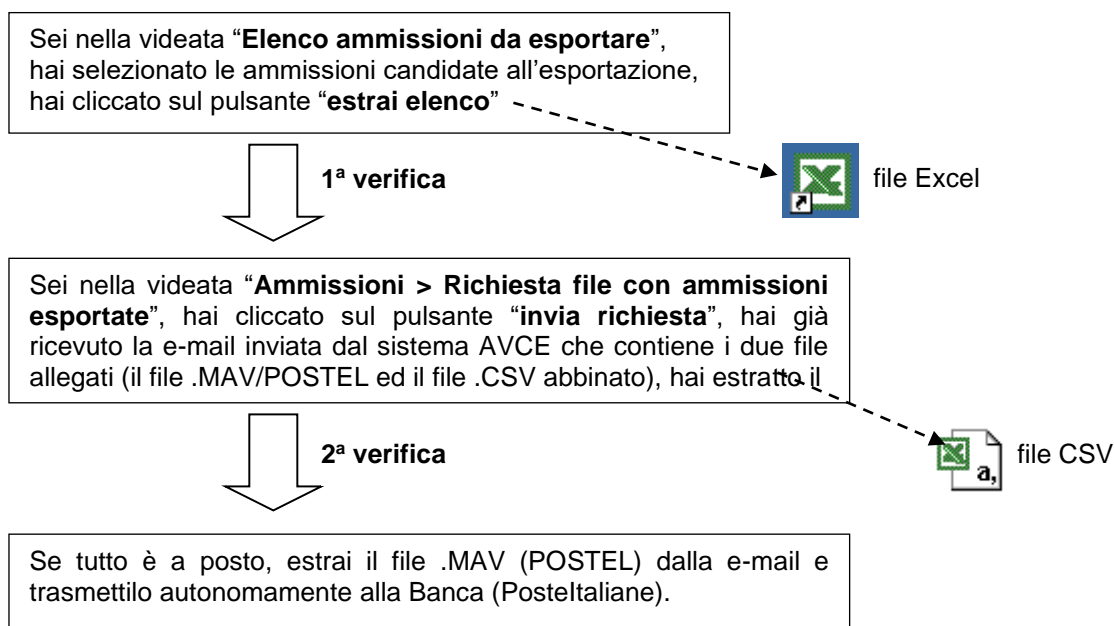 Sei nella videata “Elenco ammissioni da esportare”,
hai selezionato le ammissioni candidate all’esportazione,
hai cliccato sul pulsante “estrai elenco”
1ª verifica
file Excel
Sei nella videata “Ammissioni > Richiesta file con ammissioni
esportate”, hai cliccato sul pulsante “invia richiesta”, hai già
ricevuto la e-mail inviata dal sistema AVCE che contiene i due file
allegati (il file .MAV/POSTEL ed il file .CSV abbinato), hai estratto il
2ª verifica
a,
file CSV
Se tutto è a posto, estrai il file .MAV (POSTEL) dalla e-mail e
trasmettilo autonomamente alla Banca (PosteItaliane).